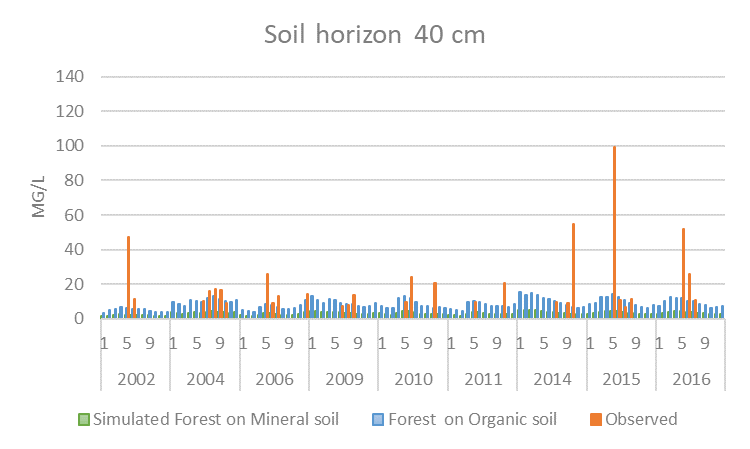 Soil horizon 40 cm
140
120
100
80
60
40
20
0
MG/L
1 5 9 1 5 9 1 5 9 1 5 9 1 5 9 1 5 9 1 5 9 1 5 9 1 5 9
2002 2004 2006 2009 2010 2011 2014 2015 2016
Simulated Forest on Mineral soil Forest on Organic soil Observed